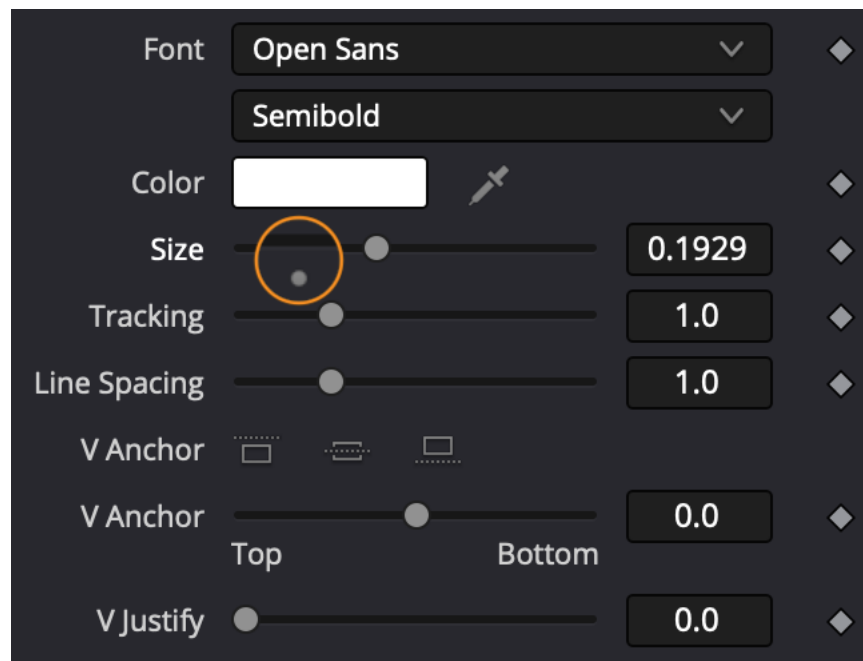 Font Open Sans
Semibold
Color
Size 0.1929
Tracking 1.0
Line Spacing 1.0
V Anchor
V Anchor 0.0
Top Bottom
V Justify 0.0